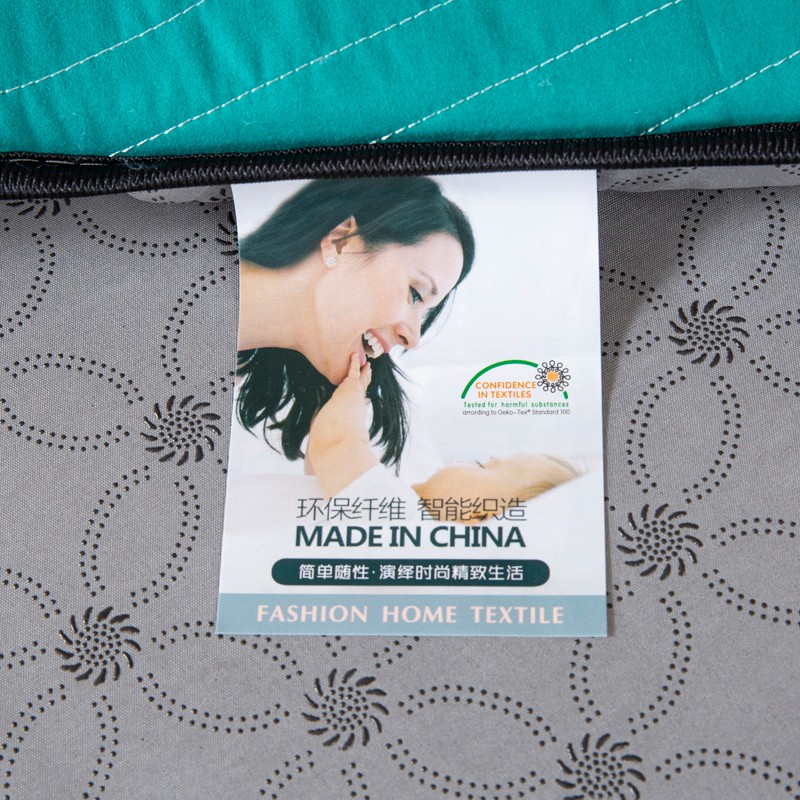 CONFIDENCE
IN TEXTILES
Tested for harmful substances
arrording to Oeko-Tex® Standard 100
环保纤维 智能织造
MADE IN CHINA
简单随性·演绎时尚精致生活
FASHION HOME TEXTILE